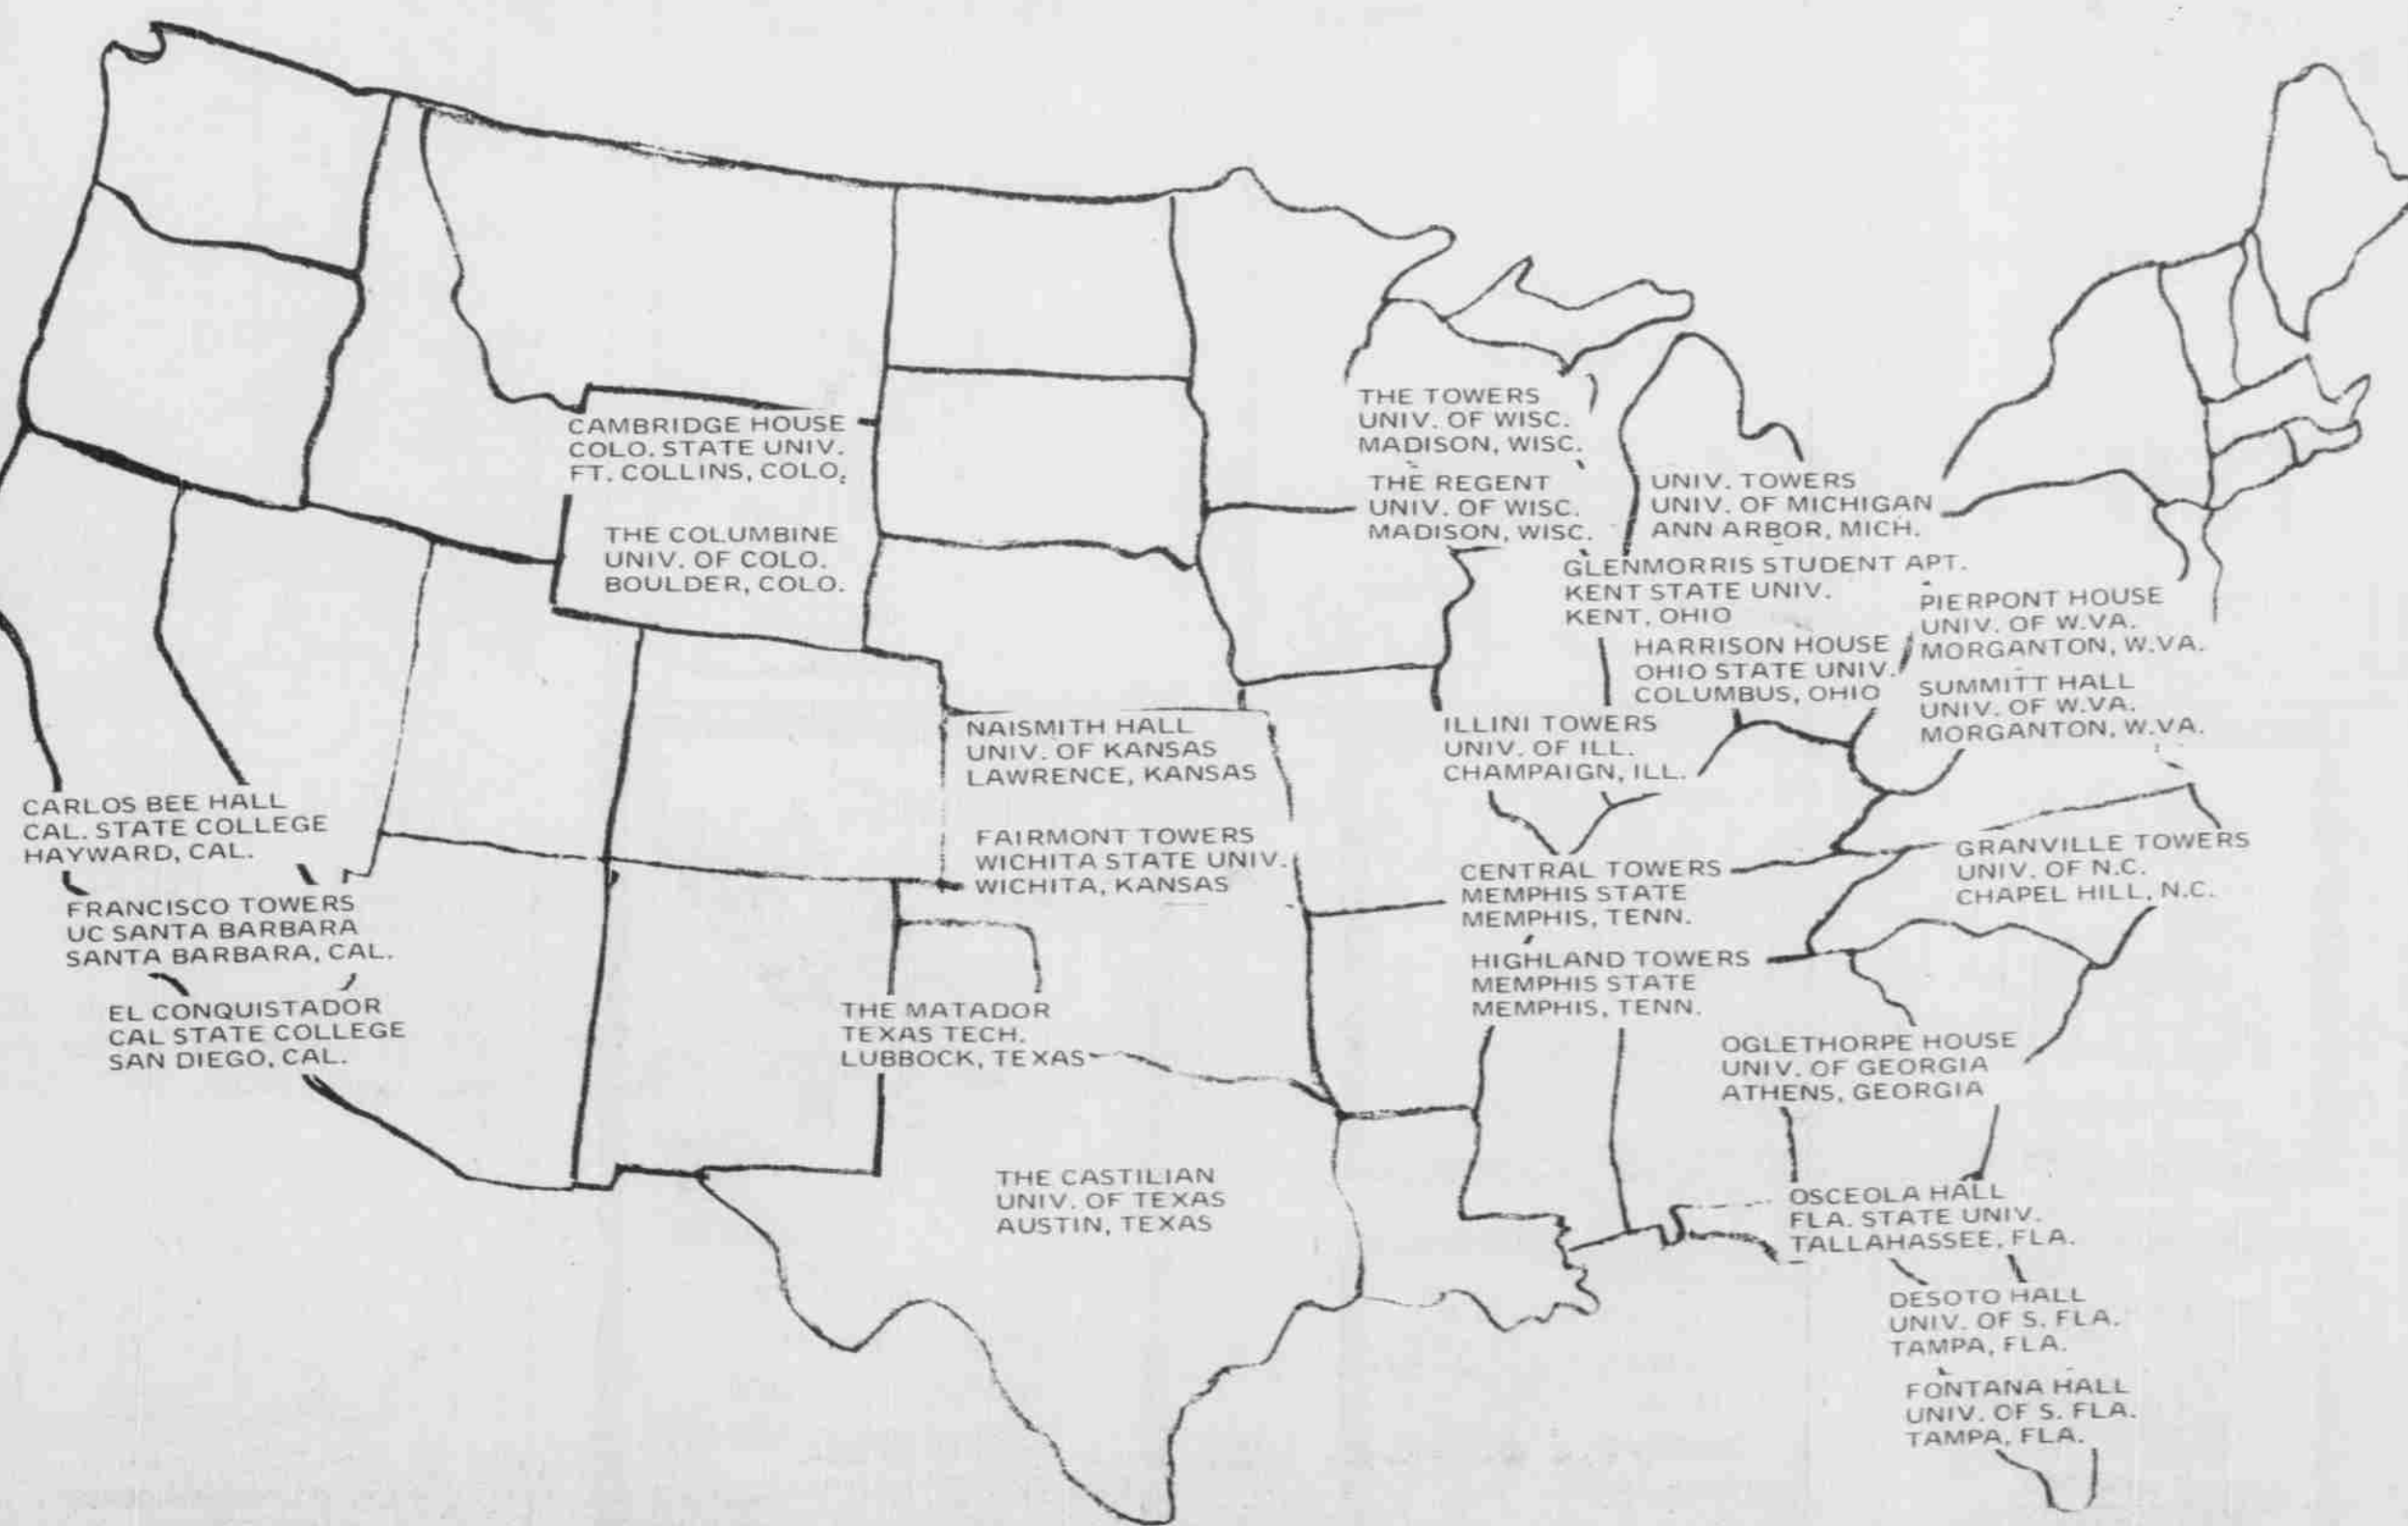 CAMBRIDGE HOUSE
COLO. STATE UNIV.
FT. COLLINS, COLO.
THE COLUMBINE
UNIV. OF COLO.
BOULDER, COLO.
THE TOWERS
UNIV. OF WISC.
MADISON, WISC.
THE REGENT
UNIV. OF WISC.
MADISON, WISC.
UNIV. TOWERS
UNIV. OF MICHIGAN
ANN ARBOR, MICH.
GLENMORRIS STUDENT APT.
KENT STATE UNIV.
KENT, OHIO
PIERPONT HOUSE
UNIV. OF W.VA.
MORGANTON, W.VA.
HARRISON HOUSE
OHIO STATE UNIV.
COLUMBUS, OHIO
SUMMITT HALL
UNIV. OF W.VA.
MORGANTON, W.VA.
NAISMITH HALL
UNIV. OF KANSAS
LAWRENCE, KANSAS
ILLINI TOWERS
UNIV. OF ILL.
CHAMPAIGN, ILL.
CARLOS BEE HALL
CAL. STATE COLLEGE
HAYWARD, CAL.
FAIRMONT TOWERS
WICHITA STATE UNIV.
WICHITA, KANSAS
CENTRAL TOWERS
MEMPHIS STATE
MEMPHIS, TENN.
GRANVILLE TOWERS
UNIV. OF N.C.
CHAPEL HILL, N.C.
FRANCISCO TOWERS
UC SANTA BARBARA
SANTA BARBARA, CAL.
HIGHLAND TOWERS
MEMPHIS STATE
MEMPHIS, TENN.
EL CONQUISTADOR
CAL STATE COLLEGE
SAN DIEGO, CAL.
THE MATADOR
TEXAS TECH.
LUBBOCK, TEXAS
OGLETHORPE HOUSE
UNIV. OF GEORGIA
ATHENS, GEORGIA
THE CASTILIAN
UNIV. OF TEXAS
AUSTIN, TEXAS
OSCEOLA HALL
FLA. STATE UNIV.
TALLAHASSEE, FLA.
DESOTO HALL
UNIV. OF S. FLA.
TAMPA, FLA.
FONTANA HALL
UNIV. OF S. FLA.
TAMPA, FLA.